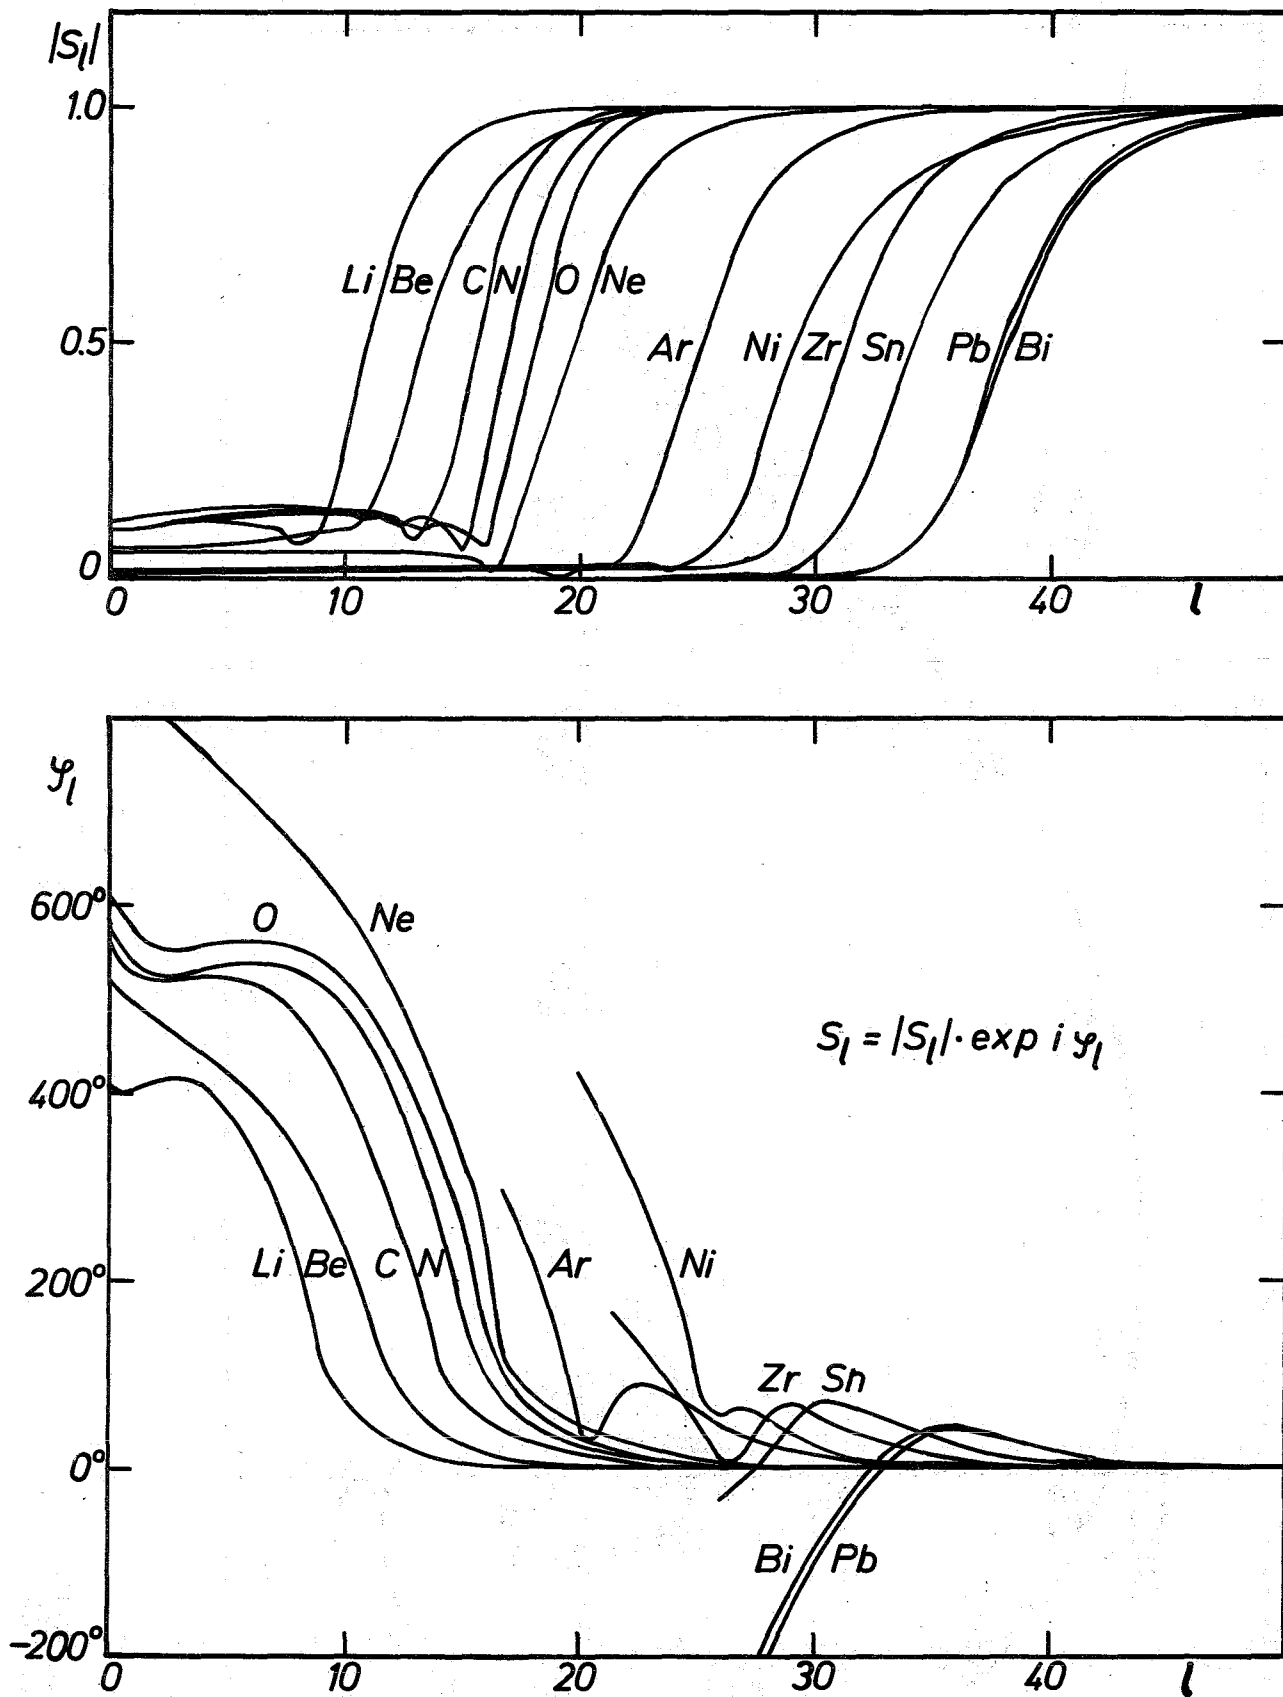 |S_l|
1.0
Li Be C N O Ne
0.5
Ar Ni Zr Sn Pb Bi
0
0 10 20 30 40 l
φ_l
600°
O Ne
S_l = |S_l| · exp i φ_l
400°
Li Be C N Ar Ni
200°
Zr Sn
0°
Bi Pb
-200°
0 10 20 30 40 l